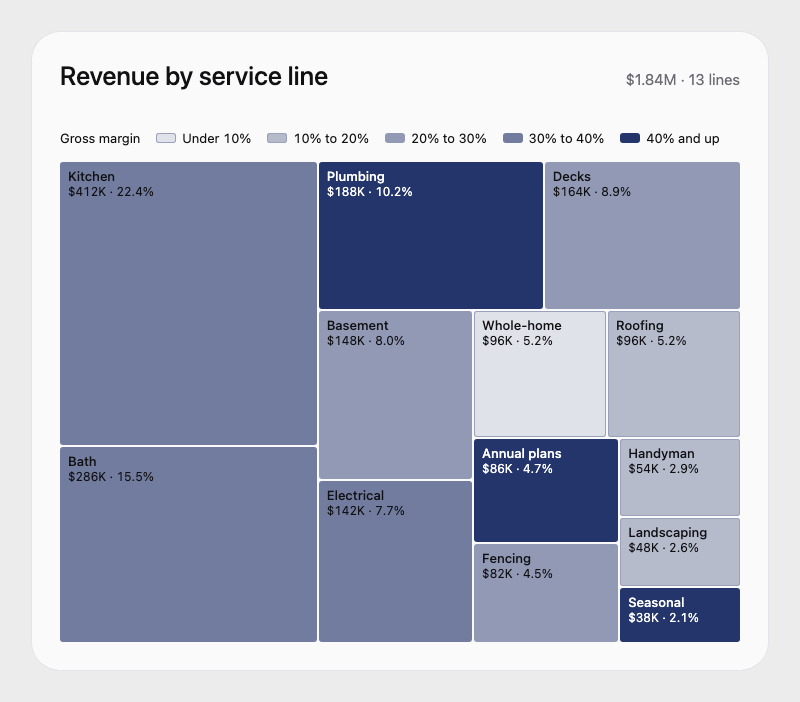 Revenue by service line
$1.84M · 13 lines
Gross margin
Under 10%
10% to 20%
20% to 30%
30% to 40%
40% and up
Kitchen
$412K · 22.4%
Plumbing
$188K · 10.2%
Decks
$164K · 8.9%
Basement
$148K · 8.0%
Whole-home
$96K · 5.2%
Roofing
$96K · 5.2%
Bath
$286K · 15.5%
Annual plans
$86K · 4.7%
Handyman
$54K · 2.9%
Electrical
$142K · 7.7%
Landscaping
$48K · 2.6%
Fencing
$82K · 4.5%
Seasonal
$38K · 2.1%